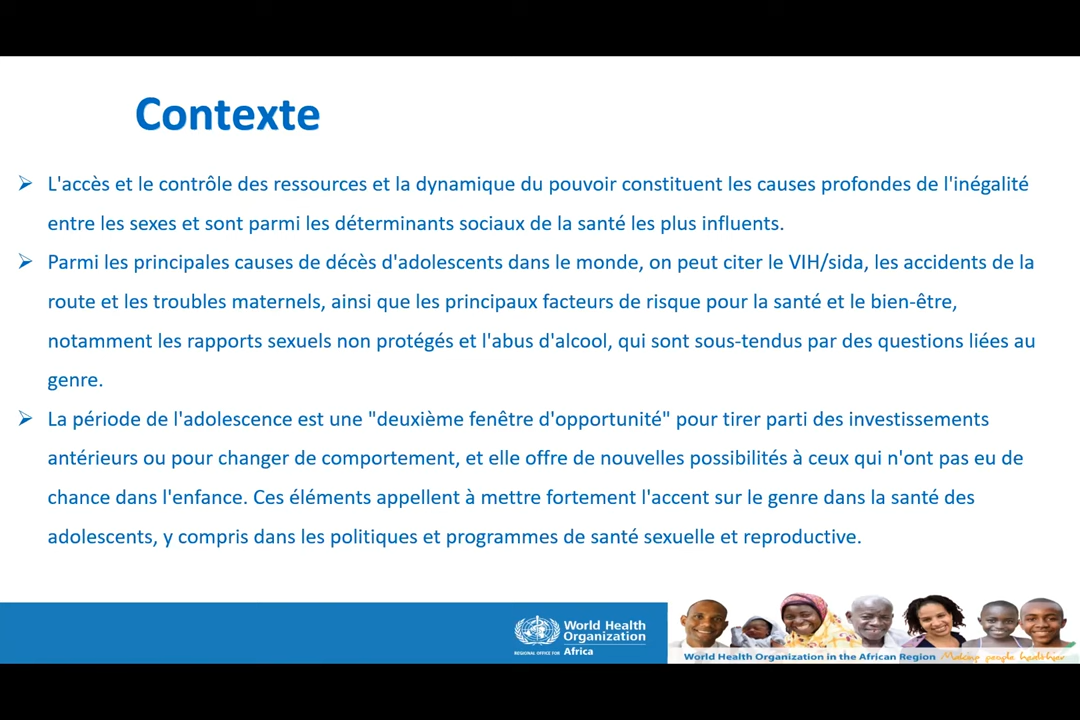 Contexte
L'accès et le contrôle des ressources et la dynamique du pouvoir constituent les causes profondes de l'inégalité
entre les sexes et sont parmi les déterminants sociaux de la santé les plus influents.
Parmi les principales causes de décès d'adolescents dans le monde, on peut citer le VIH/sida, les accidents de la
route et les troubles maternels, ainsi que les principaux facteurs de risque pour la santé et le bien-être,
notamment les rapports sexuels non protégés et l'abus d'alcool, qui sont sous-tendus par des questions liées au
genre.
La période de l'adolescence est une "deuxième fenêtre d'opportunité" pour tirer parti des investissements
antérieurs ou pour changer de comportement, et elle offre de nouvelles possibilités à ceux qui n'ont pas eu de
chance dans l'enfance. Ces éléments appellent à mettre fortement l'accent sur le genre dans la santé des
adolescents, y compris dans les politiques et programmes de santé sexuelle et reproductive.
World Health
Organization
REGIONAL OFFICE FOR Africa
World Health Organization in the African Region Making people healthier